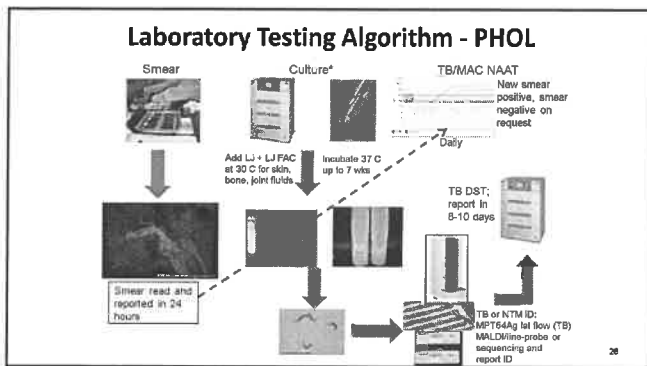 Laboratory Testing Algorithm - PHOL
Smear
Culture*
TB/MAC NAAT
New smear
positive, smear
negative on
request
Daily
Add LJ + LJ FAC
at 30 C for skin,
bone, joint fluids
Incubate 37 C
up to 7 wks
TB DST;
report in
8-10 days
Smear read and
reported in 24
hours
TB or NTM ID:
MPT64Ag lat flow (TB)
MALDI/line-probe or
sequencing and
report ID
26